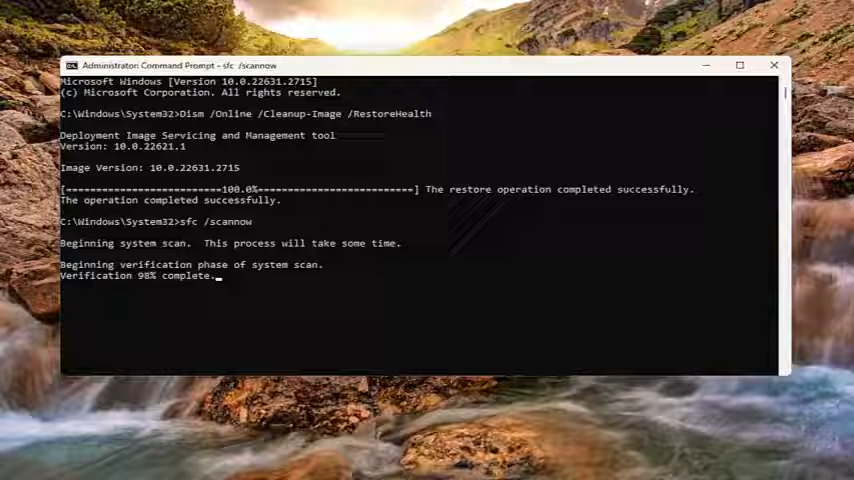 Administrator: Command Prompt - sfc /scannow
Microsoft Windows [Version 10.0.22631.2715]
(c) Microsoft Corporation. All rights reserved.
C:\Windows\System32>Dism /Online /Cleanup-Image /RestoreHealth
Deployment Image Servicing and Management tool
Version: 10.0.22621.1
Image Version: 10.0.22631.2715
[===========================100.0%==========================] The restore operation completed successfully.
The operation completed successfully.
C:\Windows\System32>sfc /scannow
Beginning system scan.  This process will take some time.
Beginning verification phase of system scan.
Verification 98% complete.